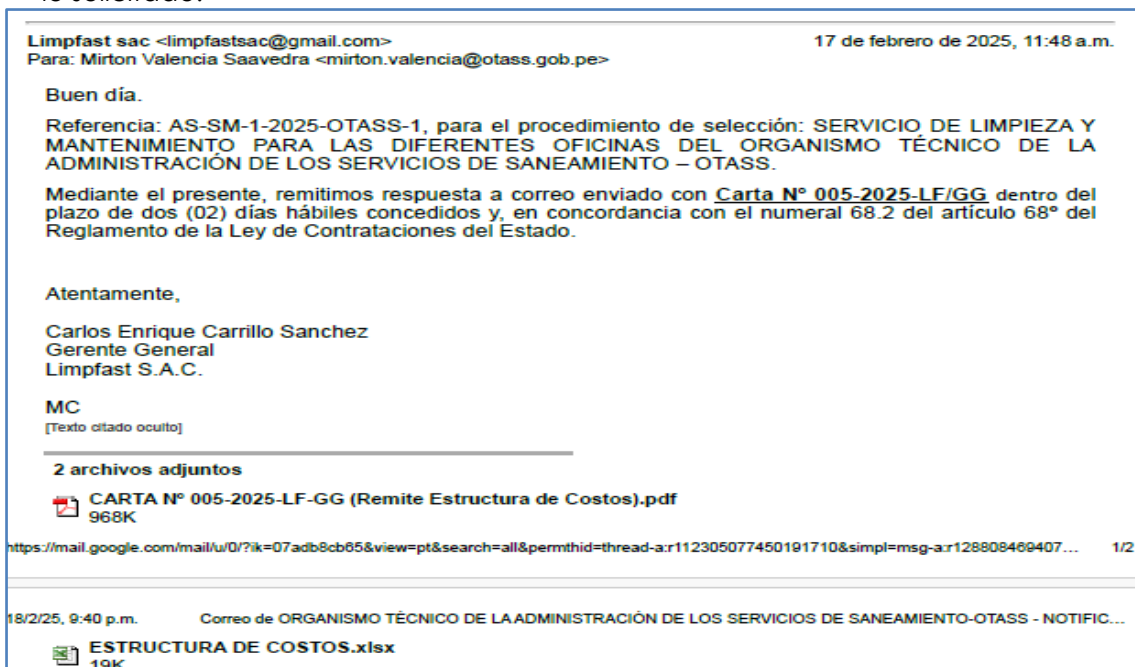 Limpfast sac <limpfastsac@gmail.com> 17 de febrero de 2025, 11:48 a.m.
Para: Mirton Valencia Saavedra <mirton.valencia@otass.gob.pe>
Buen día.
Referencia: AS-SM-1-2025-OTASS-1, para el procedimiento de selección: SERVICIO DE LIMPIEZA Y
MANTENIMIENTO PARA LAS DIFERENTES OFICINAS DEL ORGANISMO TÉCNICO DE LA
ADMINISTRACIÓN DE LOS SERVICIOS DE SANEAMIENTO – OTASS.
Mediante el presente, remitimos respuesta a correo enviado con Carta Nº 005-2025-LF/GG dentro del
plazo de dos (02) días hábiles concedidos y, en concordancia con el numeral 68.2 del artículo 68º del
Reglamento de la Ley de Contrataciones del Estado.
Atentamente,
Carlos Enrique Carrillo Sanchez
Gerente General
Limpfast S.A.C.
MC
[Texto citado oculto]
2 archivos adjuntos
CARTA Nº 005-2025-LF-GG (Remite Estructura de Costos).pdf
968K
https://mail.google.com/mail/u/0/?ik=07adb8cb65&view=pt&search=all&permthid=thread-a:r112305077450191710&simpl=msg-a:r128808469407... 1/2
18/2/25, 9:40 p.m. Correo de ORGANISMO TÉCNICO DE LA ADMINISTRACIÓN DE LOS SERVICIOS DE SANEAMIENTO-OTASS - NOTIFIC...
ESTRUCTURA DE COSTOS.xlsx
19K